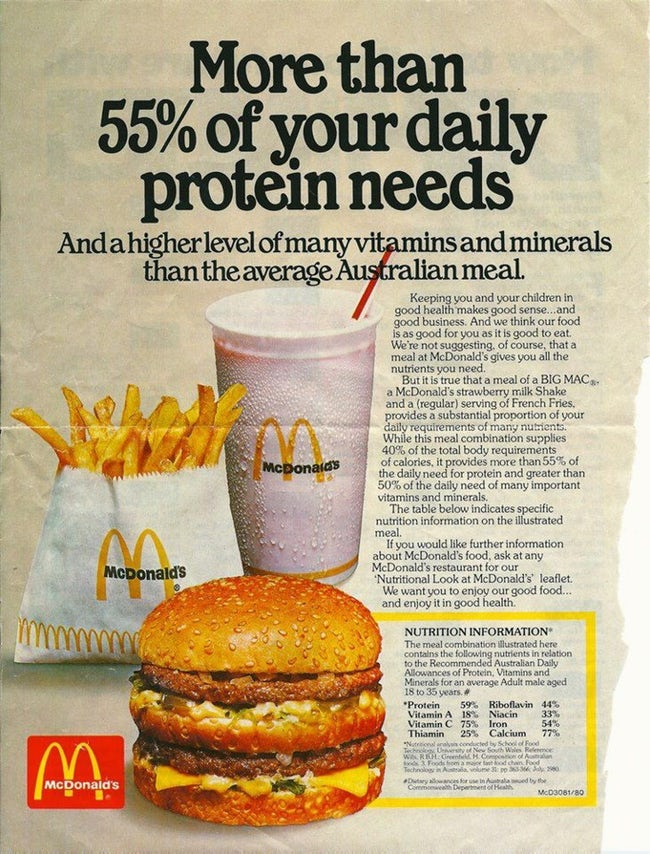 More than
55% of your daily
protein needs
And a higher level of many vitamins and minerals
than the average Australian meal.
Keeping you and your children in
good health makes good sense...and
good business. And we think our food
is as good for you as it is good to eat.
We're not suggesting, of course, that a
meal at McDonald's gives you all the
nutrients you need.
But it is true that a meal of a BIG MAC®,
a McDonald's strawberry milk Shake
and a (regular) serving of French Fries,
provides a substantial proportion of your
daily requirements of many nutrients.
While this meal combination supplies
40% of the total body requirements
of calories, it provides more than 55% of
the daily need for protein and greater than
50% of the daily need of many important
vitamins and minerals.
The table below indicates specific
nutrition information on the illustrated
meal.
If you would like further information
about McDonald's food, ask at any
McDonald's restaurant for our
'Nutritional Look at McDonald's' leaflet.
We want you to enjoy our good food...
and enjoy it in good health.
McDonald's
McDonald's
®
NUTRITION INFORMATION*
The meal combination illustrated here
contains the following nutrients in relation
to the Recommended Australian Daily
Allowances of Protein, Vitamins and
Minerals for an average Adult male aged
18 to 35 years. #
*Protein 59% Riboflavin 44%
Vitamin A 18% Niacin 33%
Vitamin C 75% Iron 54%
Thiamin 25% Calcium 77%
*Nutritional analysis conducted by School of Food
Technology, University of New South Wales. Reference:
Wills, R.B.H.; Greenfield, H. Composition of Australian
foods. 3. Foods from a major fast-food chain. Food
Technology in Australia, volume 32: pp 363-366: July, 1980.
#Dietary allowances for use in Australia issued by the
Commonwealth Department of Health.
McD3081/80
McDonald's